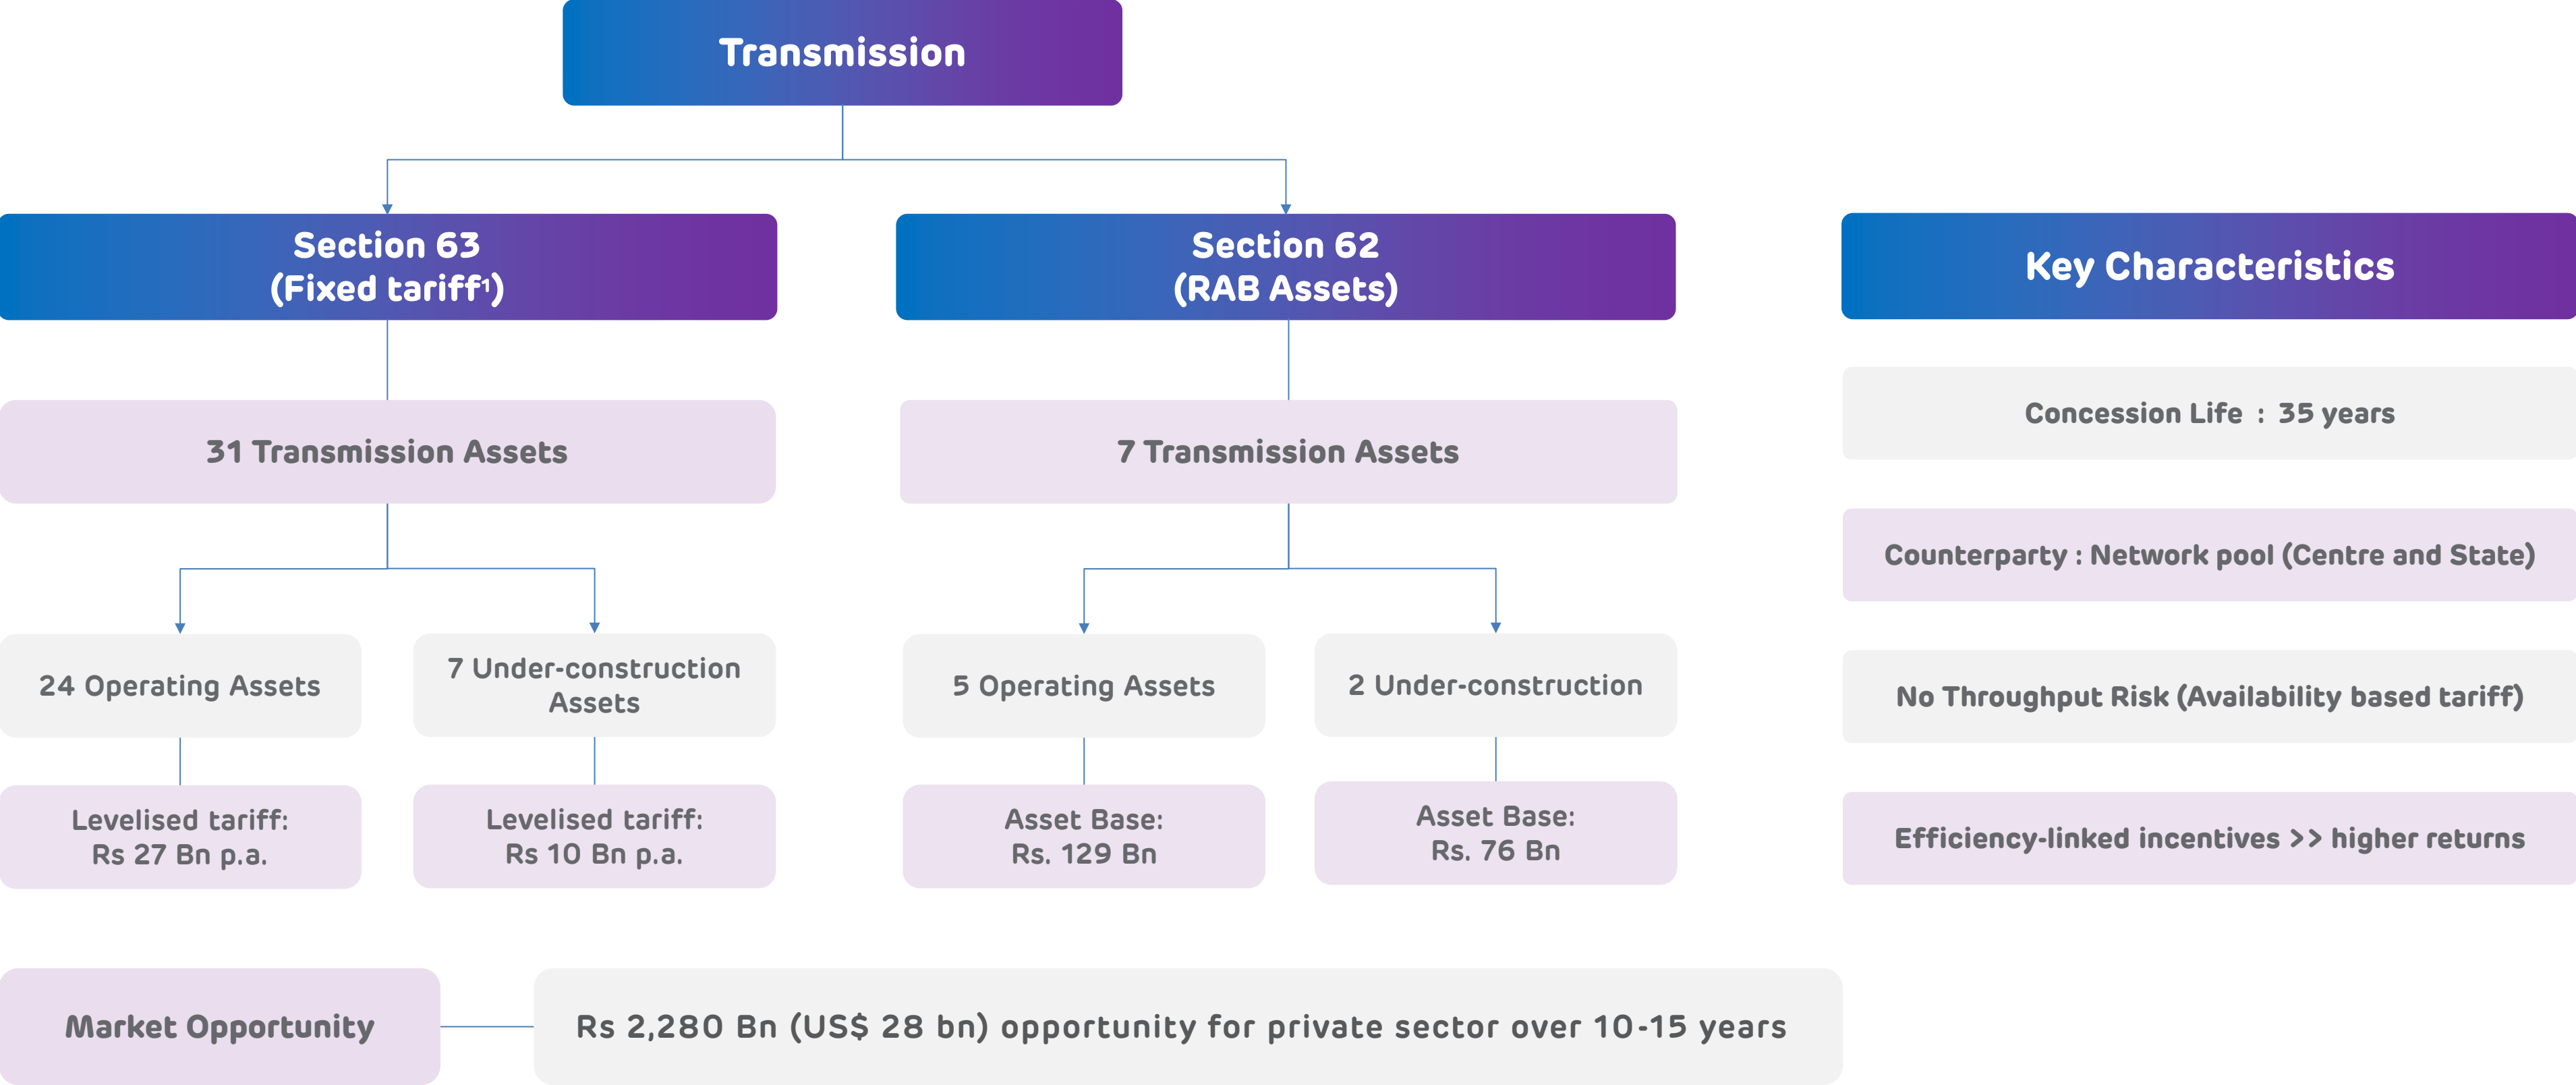 Transmission
Section 63
(Fixed tariff¹)
Section 62
(RAB Assets)
Key Characteristics
31 Transmission Assets
7 Transmission Assets
Concession Life : 35 years
Counterparty : Network pool (Centre and State)
24 Operating Assets
7 Under-construction
Assets
5 Operating Assets
2 Under-construction
No Throughput Risk (Availability based tariff)
Levelised tariff:
Rs 27 Bn p.a.
Levelised tariff:
Rs 10 Bn p.a.
Asset Base:
Rs. 129 Bn
Asset Base:
Rs. 76 Bn
Efficiency-linked incentives >> higher returns
Market Opportunity
Rs 2,280 Bn (US$ 28 bn) opportunity for private sector over 10-15 years